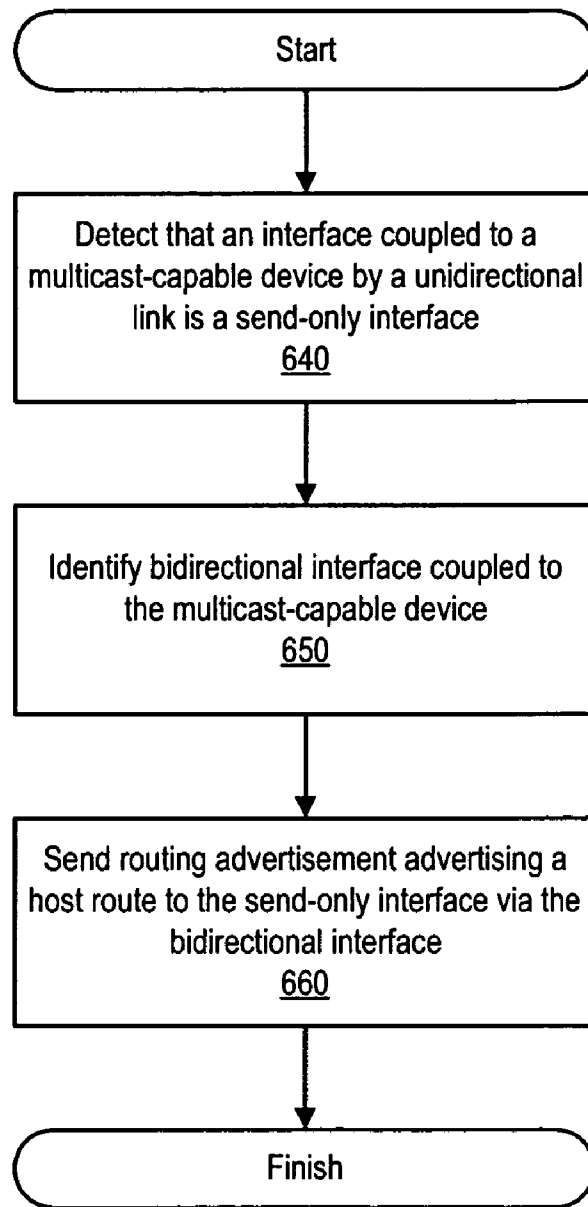 Start
Detect that an interface coupled to a
multicast-capable device by a unidirectional
link is a send-only interface
640
Identify bidirectional interface coupled to
the multicast-capable device
650
Send routing advertisement advertising a
host route to the send-only interface via the
bidirectional interface
660
Finish